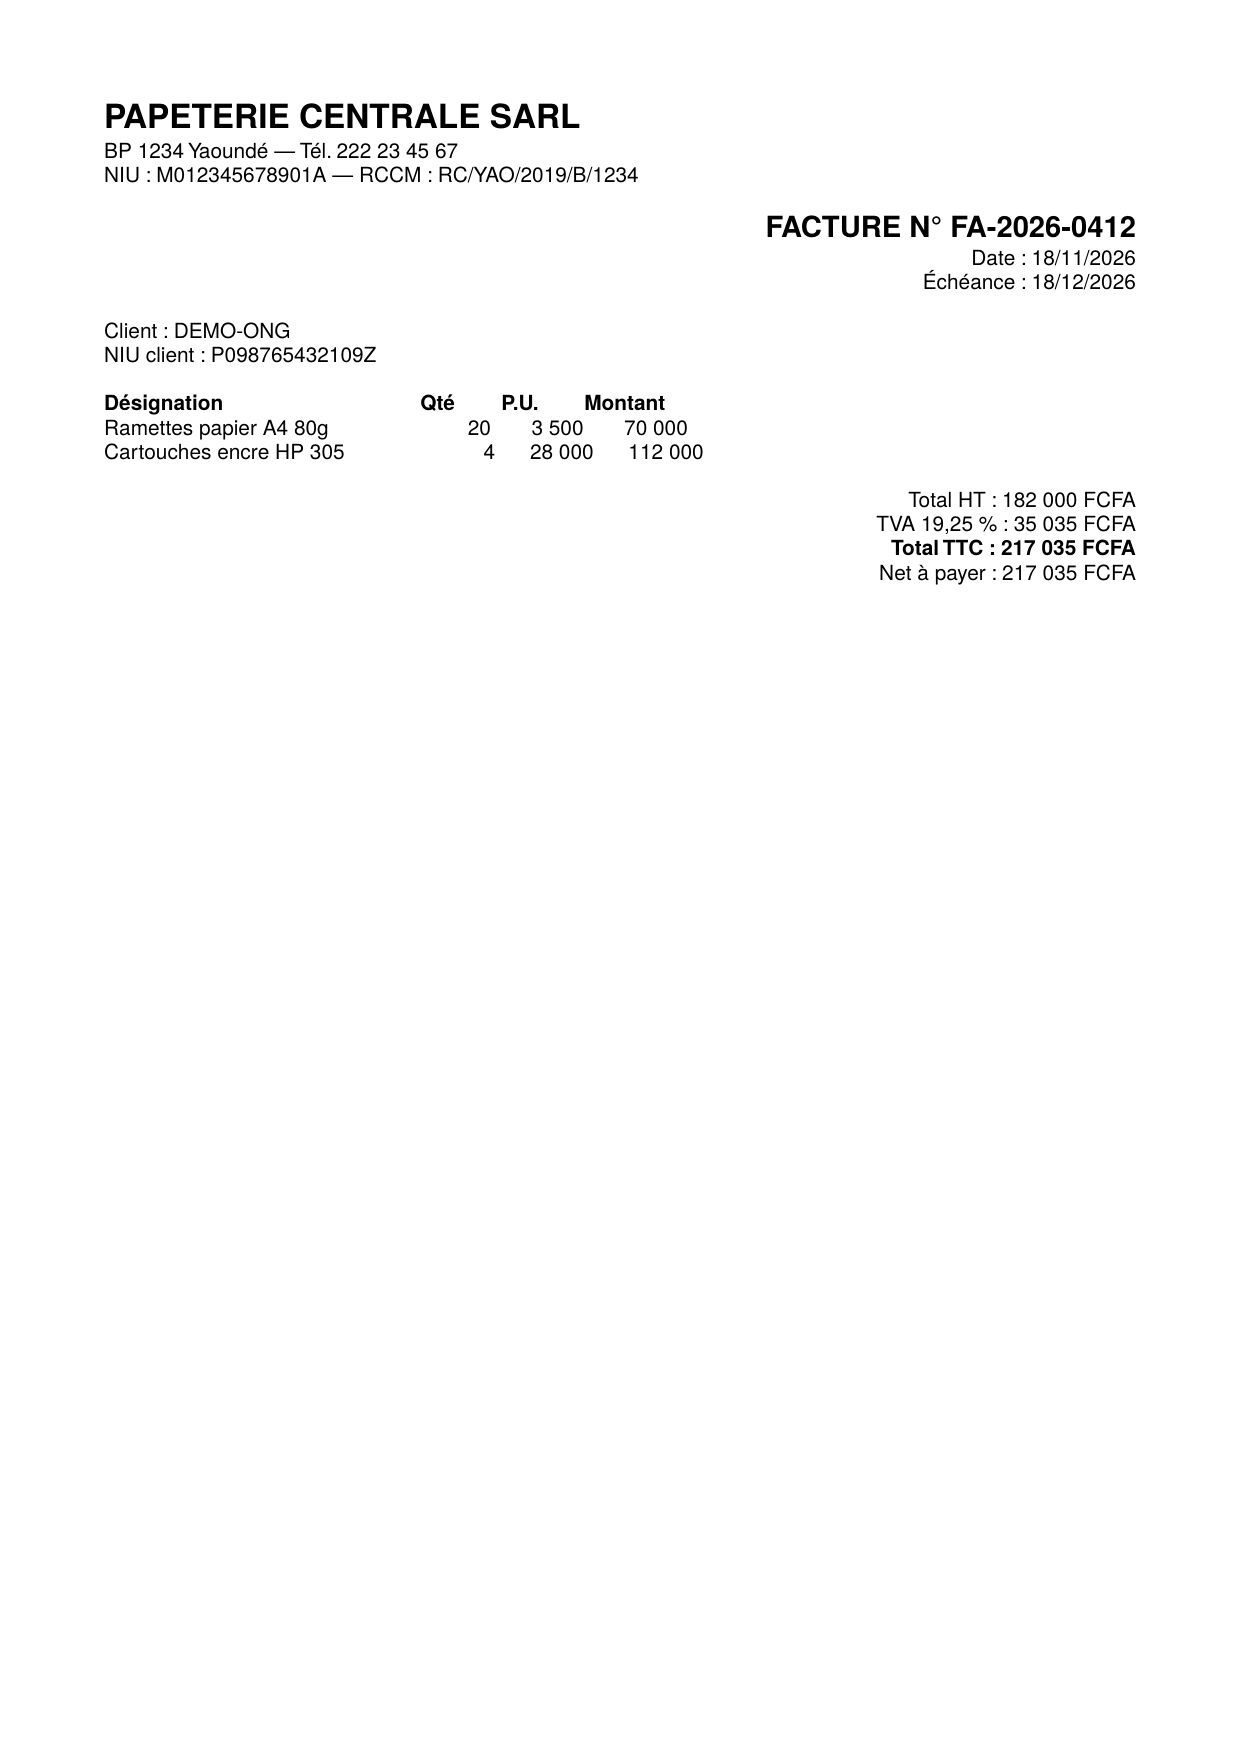 PAPETERIE CENTRALE SARL
BP 1234 Yaoundé — Tél. 222 23 45 67
NIU : M012345678901A — RCCM : RC/YAO/2019/B/1234
FACTURE N° FA-2026-0412
Date : 18/11/2026
Échéance : 18/12/2026
Client : DEMO-ONG
NIU client : P098765432109Z
Désignation Qté P.U. Montant
Ramettes papier A4 80g 20 3 500 70 000
Cartouches encre HP 305 4 28 000 112 000
Total HT : 182 000 FCFA
TVA 19,25 % : 35 035 FCFA
Total TTC : 217 035 FCFA
Net à payer : 217 035 FCFA